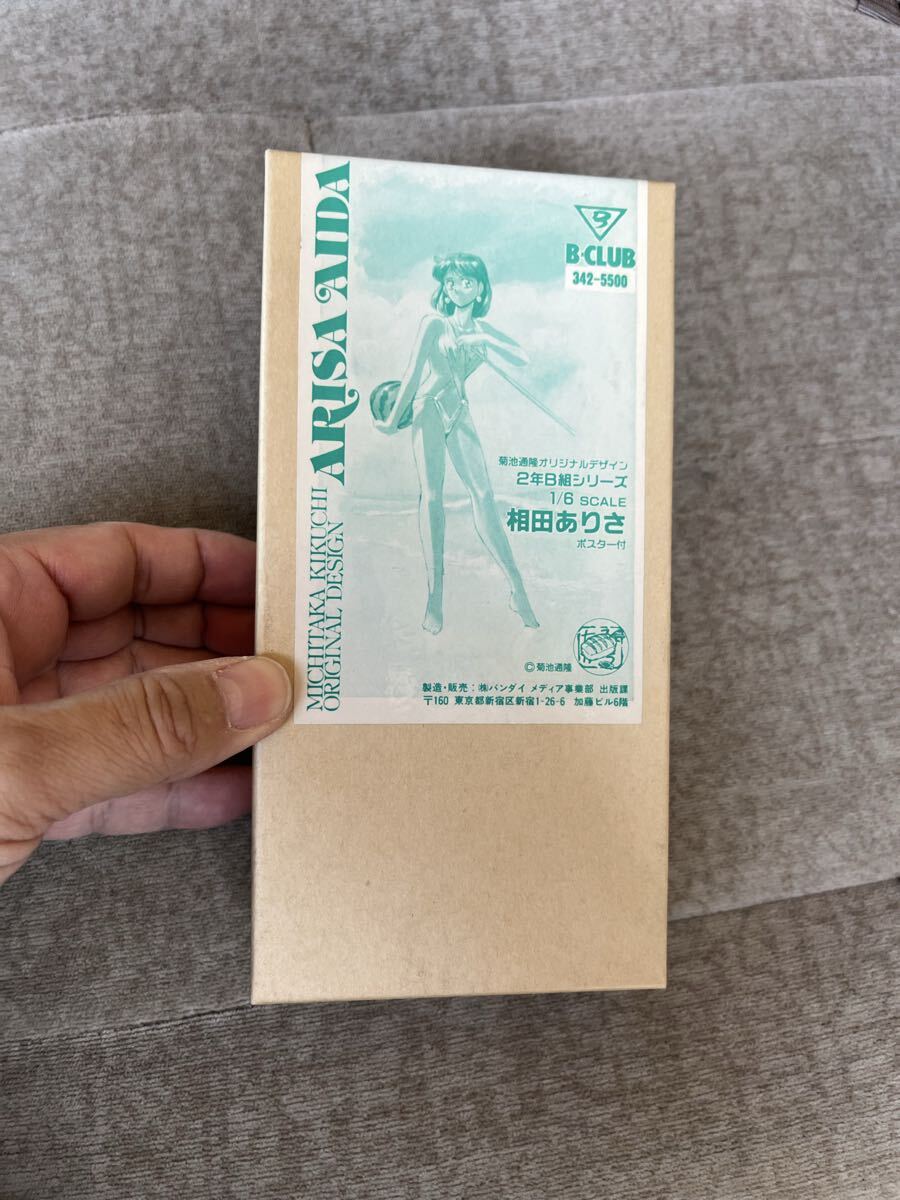 ARISA AIDA
MICHITAKA KIKUCHI
ORIGINAL DESIGN
B-CLUB
342-5500
菊池通隆オリジナルデザイン
2年B組シリーズ
1/6 SCALE
相田ありさ
ポスター付
©菊池通隆
製造・販売:㈱バンダイ メディア事業部 出版課
〒160 東京都新宿区新宿1-26-6 加藤ビル6階